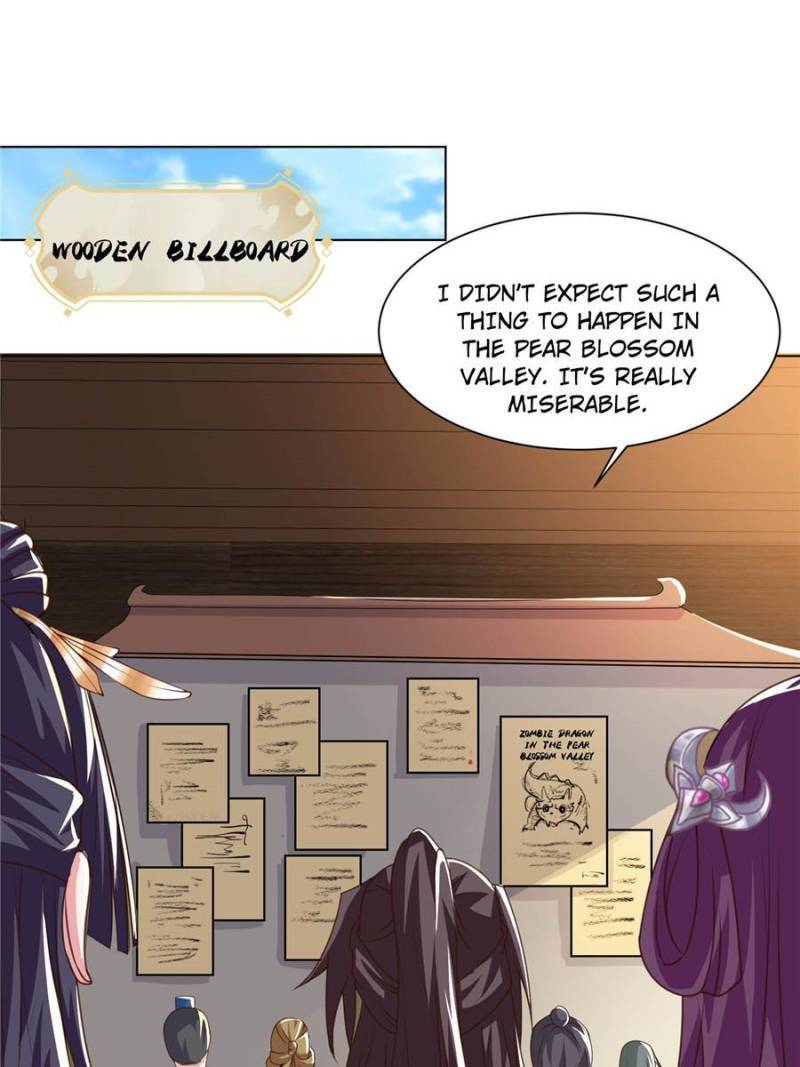 WOODEN BILLBOARD
I DIDN'T EXPECT SUCH A
THING TO HAPPEN IN
THE PEAR BLOSSOM
VALLEY. IT'S REALLY
MISERABLE.
ZOMBIE DRAGON
IN THE PEAR
BLOSSOM VALLEY